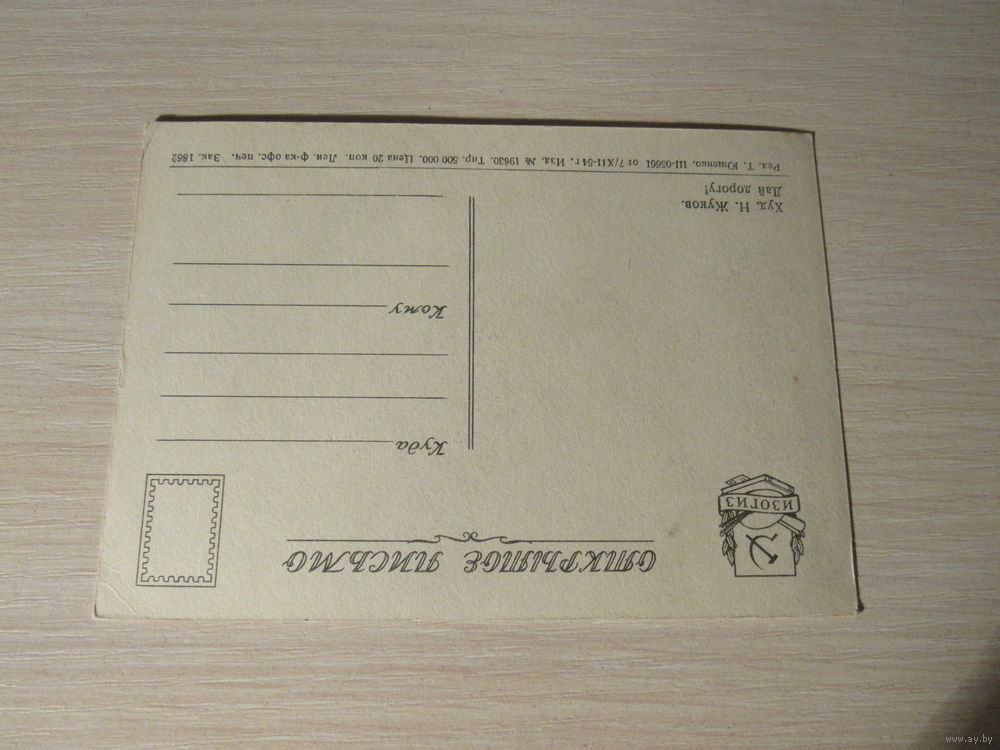 ОТКРЫТОЕ ПИСЬМО
ИЗОГИЗ
Куда
Кому
Худ. Н. Жуков.
Дай дорогу!
Ред. Т. Ющенко. Ш-05661 от 7/XII-54 г. Изд. № 19630. Тир. 500 000. Цена 20 коп. Лен. ф-ка офс. печ. Зак. 1862
www.ay.by